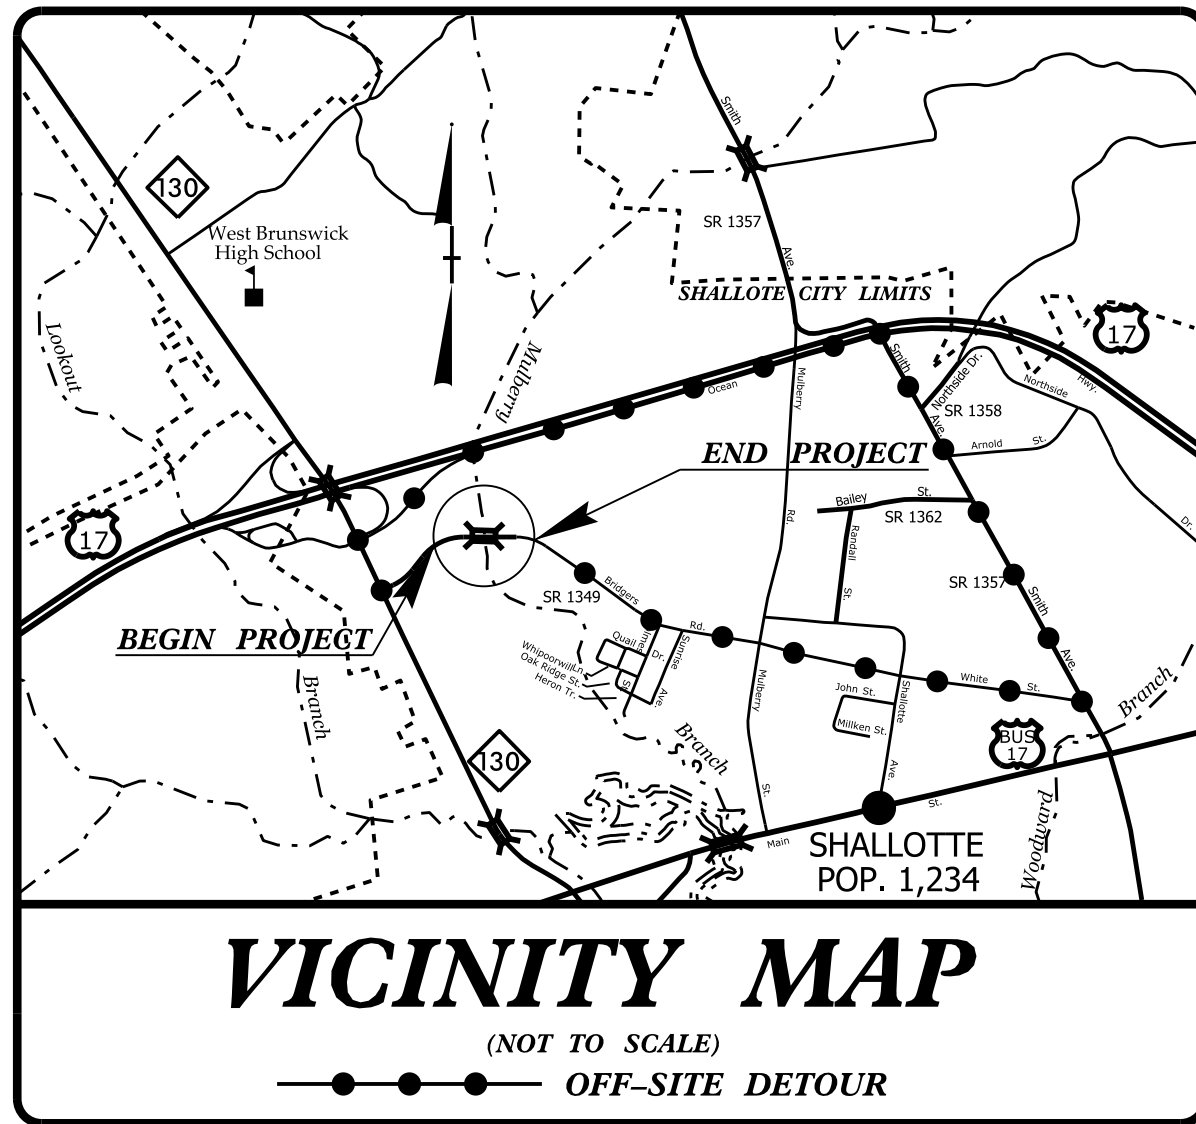 Smith
130
SR 1357
West Brunswick
High School
Ave.
SHALLOTE CITY LIMITS
17
Lookout
Mulberry
Smith
Northside Dr.
Northside
Hwy.
Ocean
Mulberry
SR 1358
Ave.
Arnold St.
END PROJECT
Bailey St.
SR 1362
Rd.
Randall
St.
Dr.
17
SR 1357
Bridgers
SR 1349
Smith
Rd.
BEGIN PROJECT
Quail
Dr.
Sunrise
Ave.
Whipoorwill Ln.
Oak Ridge St.
Heron Tr.
Ave.
Branch
Mulberry
White St.
Shallotte
John St.
Millken St.
Branch
Branch
BUS
17
130
Ave.
St.
St.
Main
Woodward
SHALLOTTE
POP. 1,234
VICINITY MAP
(NOT TO SCALE)
OFF–SITE DETOUR